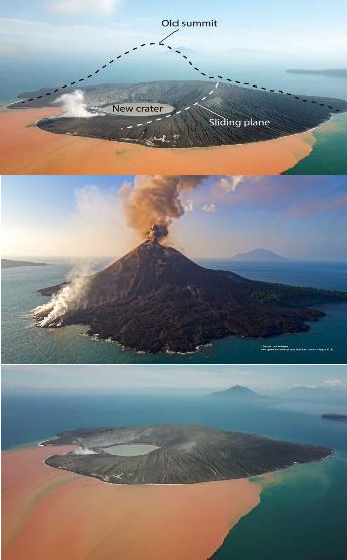 Old summit
New crater
Sliding plane